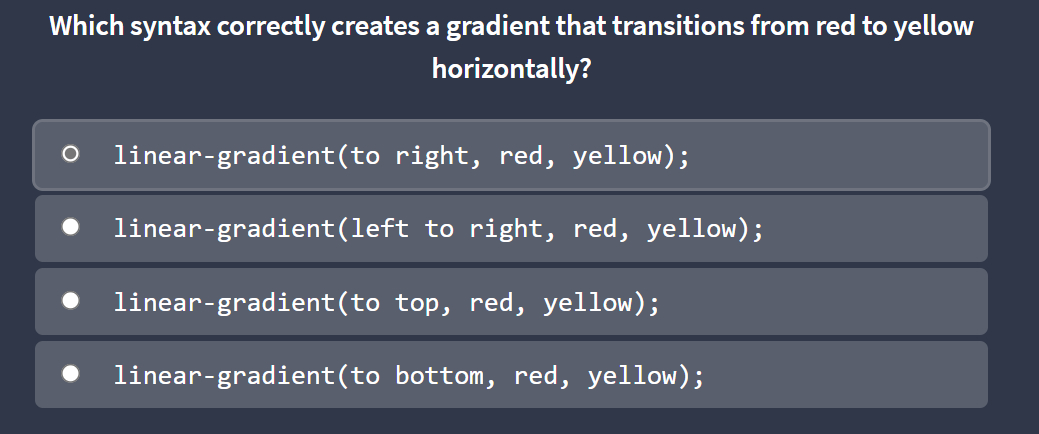 Which syntax correctly creates a gradient that transitions from red to yellow
horizontally?
linear-gradient(to right, red, yellow);
linear-gradient(left to right, red, yellow);
linear-gradient(to top, red, yellow);
linear-gradient(to bottom, red, yellow);